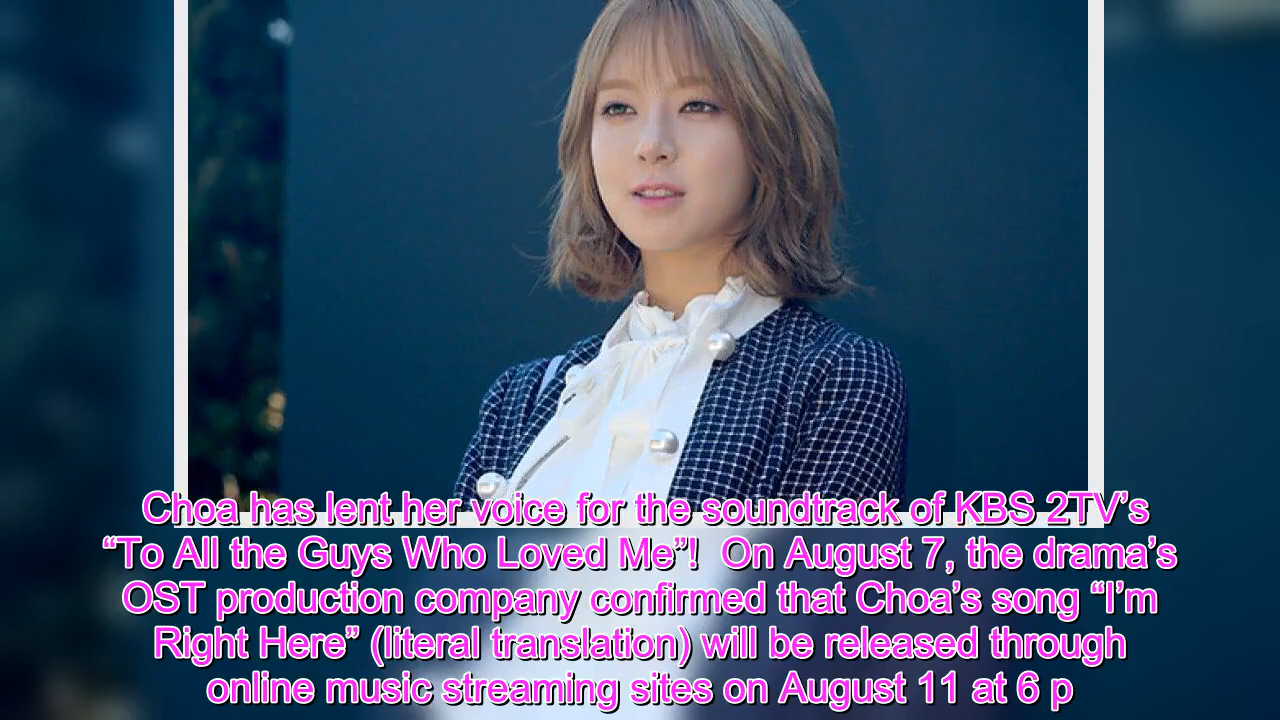 Choa has lent her voice for the soundtrack of KBS 2TV’s
“To All the Guys Who Loved Me”!  On August 7, the drama’s
OST production company confirmed that Choa’s song “I’m
Right Here” (literal translation) will be released through
online music streaming sites on August 11 at 6 p